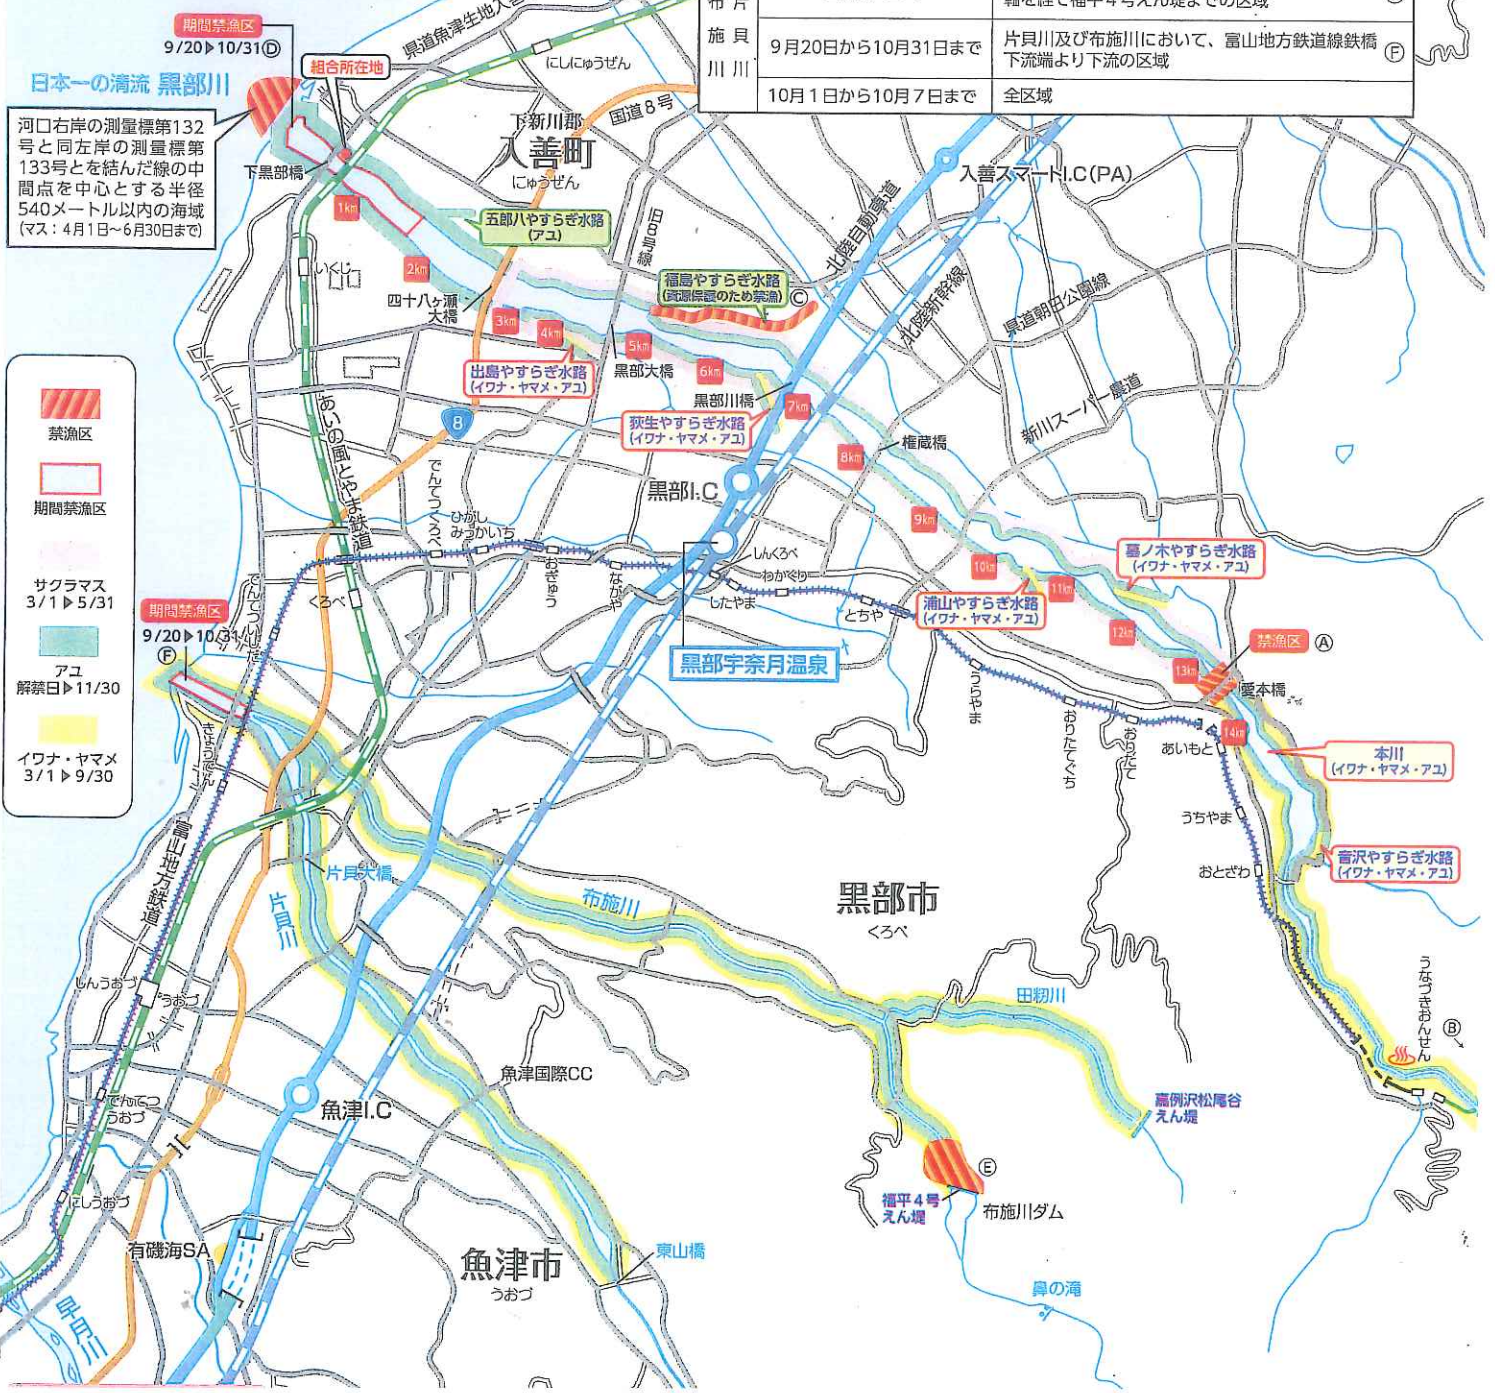 布施川
片貝川
軸を経て福平4号えん堤までの区域
9月20日から10月31日まで
片貝川及び布施川において、富山地方鉄道線鉄橋
下流端より下流の区域
Ⓕ
10月1日から10月7日まで
全区域
期間禁漁区
9/20▶10/31Ⓓ
日本一の清流 黒部川
組合所在地
河口右岸の測量標第132
号と同左岸の測量標第
133号とを結んだ線の中
間点を中心とする半径
540メートル以内の海域
(マス：4月1日～6月30日まで)
県道魚津生地入善
にしにゅうぜん
国道8号
下新川郡
入善町
にゅうぜん
下黒部橋
1km
五郎八やすらぎ水路
(アユ)
旧8号線
北陸自動車道
入善スマートI.C(PA)
北陸新幹線
県道朝日公園線
新川スーパー農道
いくじ
2km
四十八ヶ瀬
大橋
福島やすらぎ水路
(資源保護のため禁漁)
Ⓒ
3km
4km
5km
6km
出島やすらぎ水路
(イワナ・ヤマメ・アユ)
黒部大橋
黒部川橋
7km
荻生やすらぎ水路
(イワナ・ヤマメ・アユ)
権蔵橋
8km
9km
10km
11km
12km
13km
14km
8
あいの風とやま鉄道
黒部I.C
禁漁区
期間禁漁区
サクラマス
3/1▶5/31
アユ
解禁日▶11/30
イワナ・ヤマメ
3/1▶9/30
でんてつくろべ
ひがし
みっかいち
おぎゅう
ながや
しんくろべ
わかぐり
したやま
とちや
くろべ
でんてついしだ
墓ノ木やすらぎ水路
(イワナ・ヤマメ・アユ)
浦山やすらぎ水路
(イワナ・ヤマメ・アユ)
禁漁区
Ⓐ
愛本橋
黒部宇奈月温泉
うらやま
おりたてぐち
おりたて
あいもと
うちやま
おとざわ
本川
(イワナ・ヤマメ・アユ)
音沢やすらぎ水路
(イワナ・ヤマメ・アユ)
期間禁漁区
9/20▶10/31
Ⓕ
きょうでん
富山地方鉄道
片貝大橋
片貝川
布施川
黒部市
くろべ
田籾川
うなづきおんせん
Ⓑ
しんうおづ
うおづ
魚津国際CC
魚津I.C
でんてつ
うおづ
にしうおづ
嘉例沢松尾谷
えん堤
Ⓔ
福平4号
えん堤
布施川ダム
有磯海SA
魚津市
うおづ
東山橋
鼻の滝
早月川